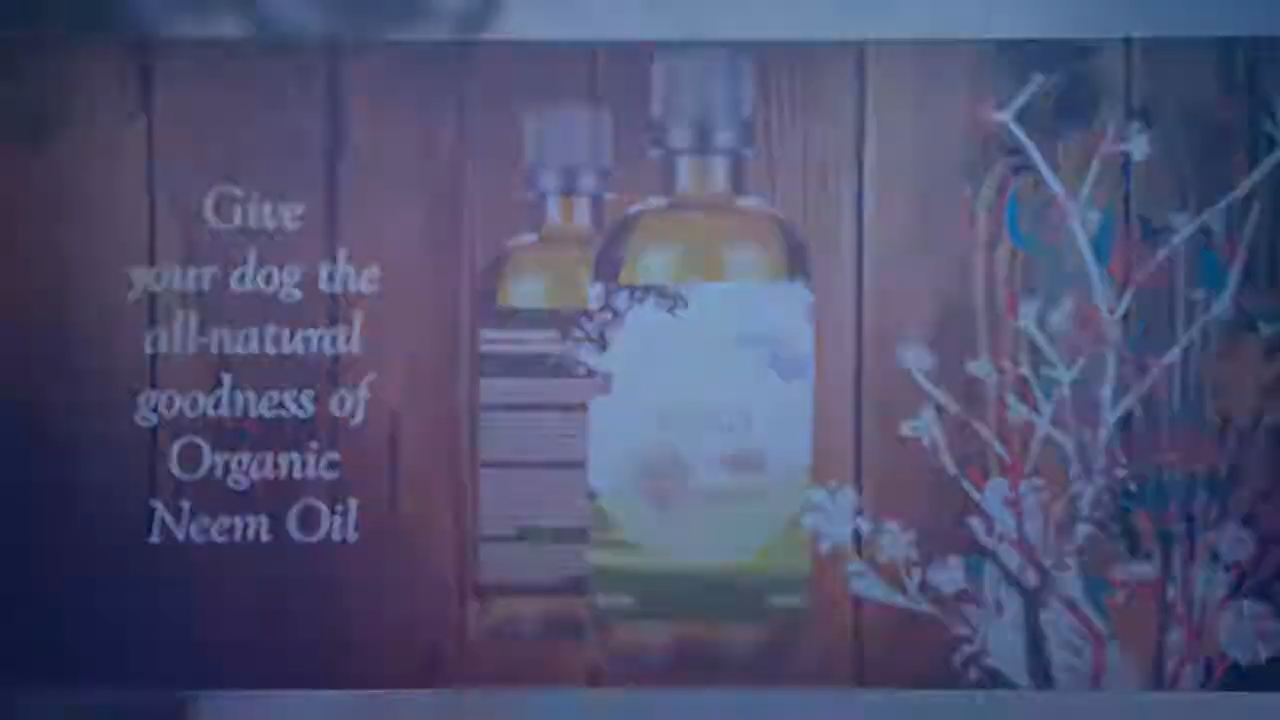 Give
your dog the
all-natural
goodness of
Organic
Neem Oil